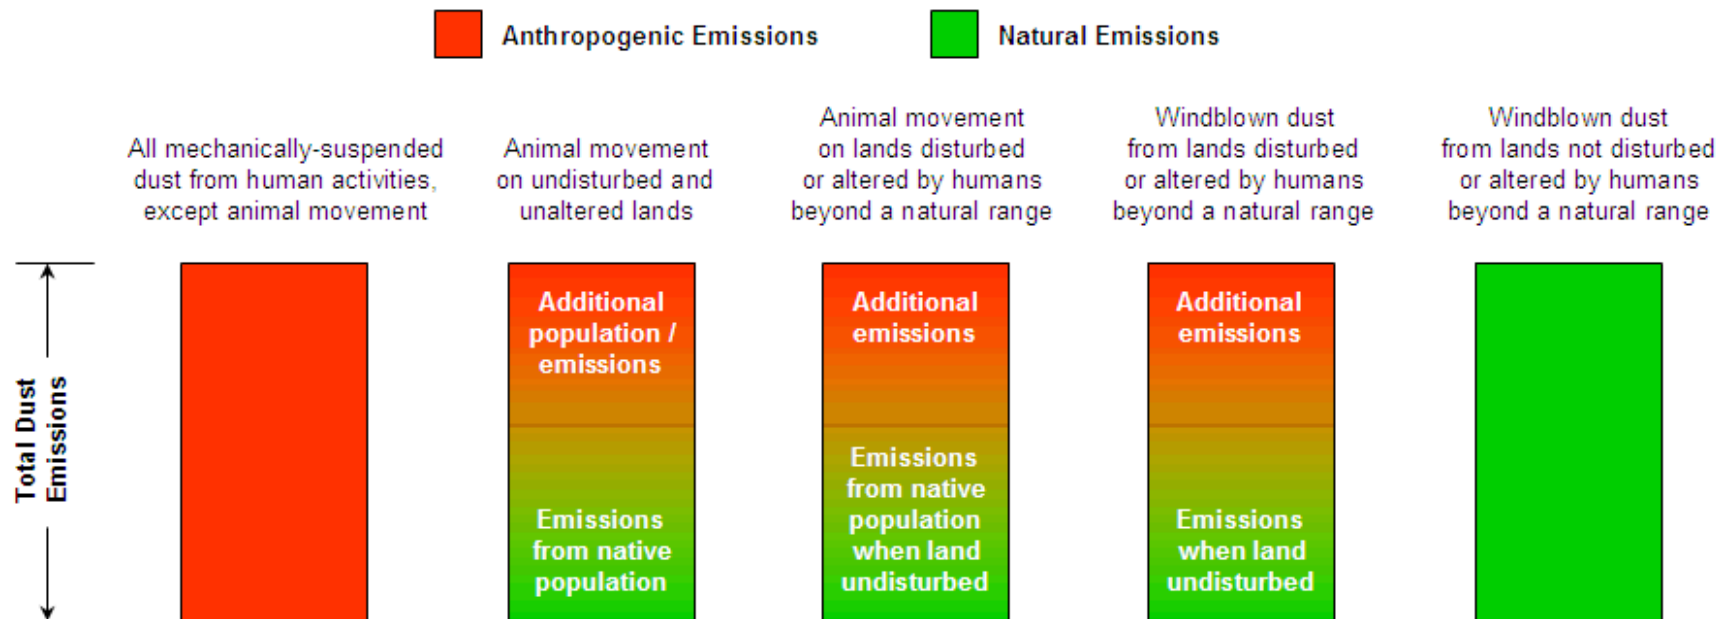 Anthropogenic Emissions
Natural Emissions
All mechanically-suspended
dust from human activities,
except animal movement
Animal movement
on undisturbed and
unaltered lands
Animal movement
on lands disturbed
or altered by humans
beyond a natural range
Windblown dust
from lands disturbed
or altered by humans
beyond a natural range
Windblown dust
from lands not disturbed
or altered by humans
beyond a natural range
Total Dust
Emissions
Additional
population /
emissions
Emissions
from native
population
Additional
emissions
Emissions
from native
population
when land
undisturbed
Additional
emissions
Emissions
when land
undisturbed